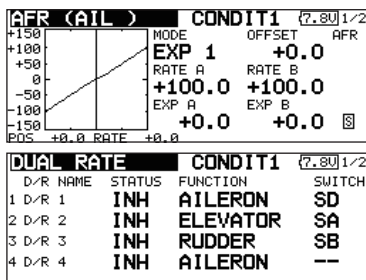 AFR (AIL ) CONDIT1 7.8V 1/2
MODE OFFSET AFR
EXP 1 +0.0
RATE A RATE B
+100.0 +100.0
EXP A EXP B
+0.0 +0.0 S
+150
+100
+50
0
-50
-100
-150
POS +0.0 RATE +0.0
DUAL RATE CONDIT1 7.8V 1/2
D/R NAME STATUS FUNCTION SWITCH
1 D/R 1 INH AILERON SD
2 D/R 2 INH ELEVATOR SA
3 D/R 3 INH RUDDER SB
4 D/R 4 INH AILERON --